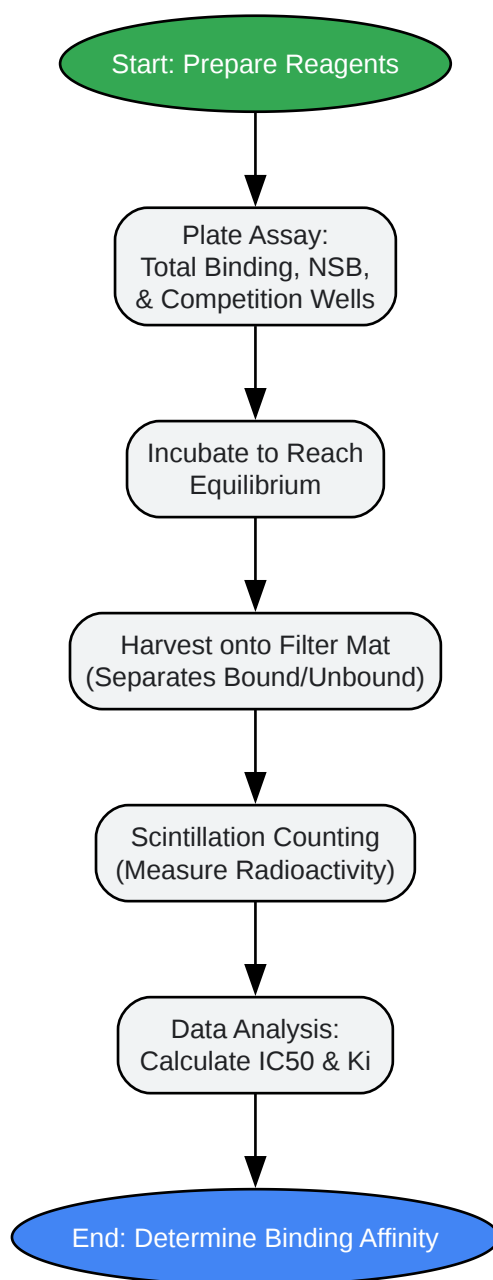 Start: Prepare Reagents
Plate Assay:
Total Binding, NSB,
& Competition Wells
Incubate to Reach
Equilibrium
Harvest onto Filter Mat
(Separates Bound/Unbound)
Scintillation Counting
(Measure Radioactivity)
Data Analysis:
Calculate IC50 & Ki
End: Determine Binding Affinity